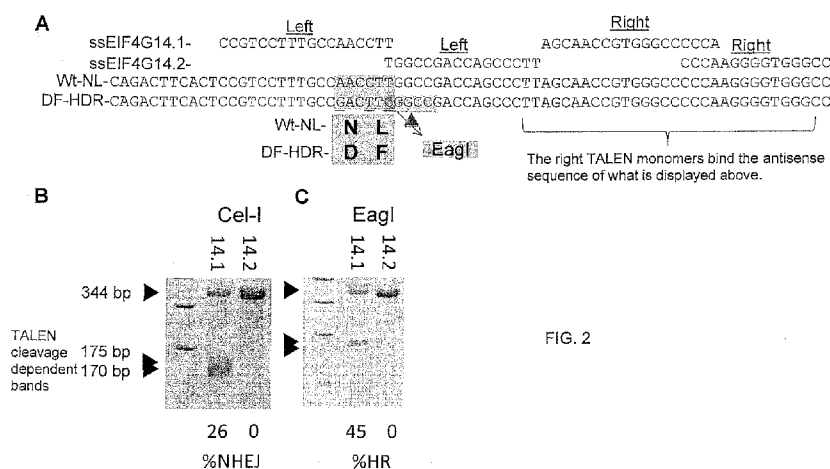 A
Left
Right
ssEIF4G14.1- CCGTCCTTTGCCAACCTT
Left
AGCAACCGTGGGCCCCCA
Right
ssEIF4G14.2- TGGCCGACCAGCCCTT CCCAAGGGGTGGGCC
Wt-NL-CAGACTTCACTCCGTCCTTTGCCAACCTTGGCCGACCAGCCCTTAGCAACCGTGGGCCCCCAAGGGGTGGGCC
DF-HDR-CAGACTTCACTCCGTCCTTTGCCGACTTCGGCCGACCAGCCCTTAGCAACCGTGGGCCCCCAAGGGGTGGGCC
Wt-NL- N L
DF-HDR- D F
EagI
The right TALEN monomers bind the antisense
sequence of what is displayed above.
B
C
Cel-I
EagI
14.1
14.2
14.1
14.2
344 bp
TALEN
cleavage
dependent
bands
175 bp
170 bp
FIG. 2
26 0
45 0
%NHEJ
%HR